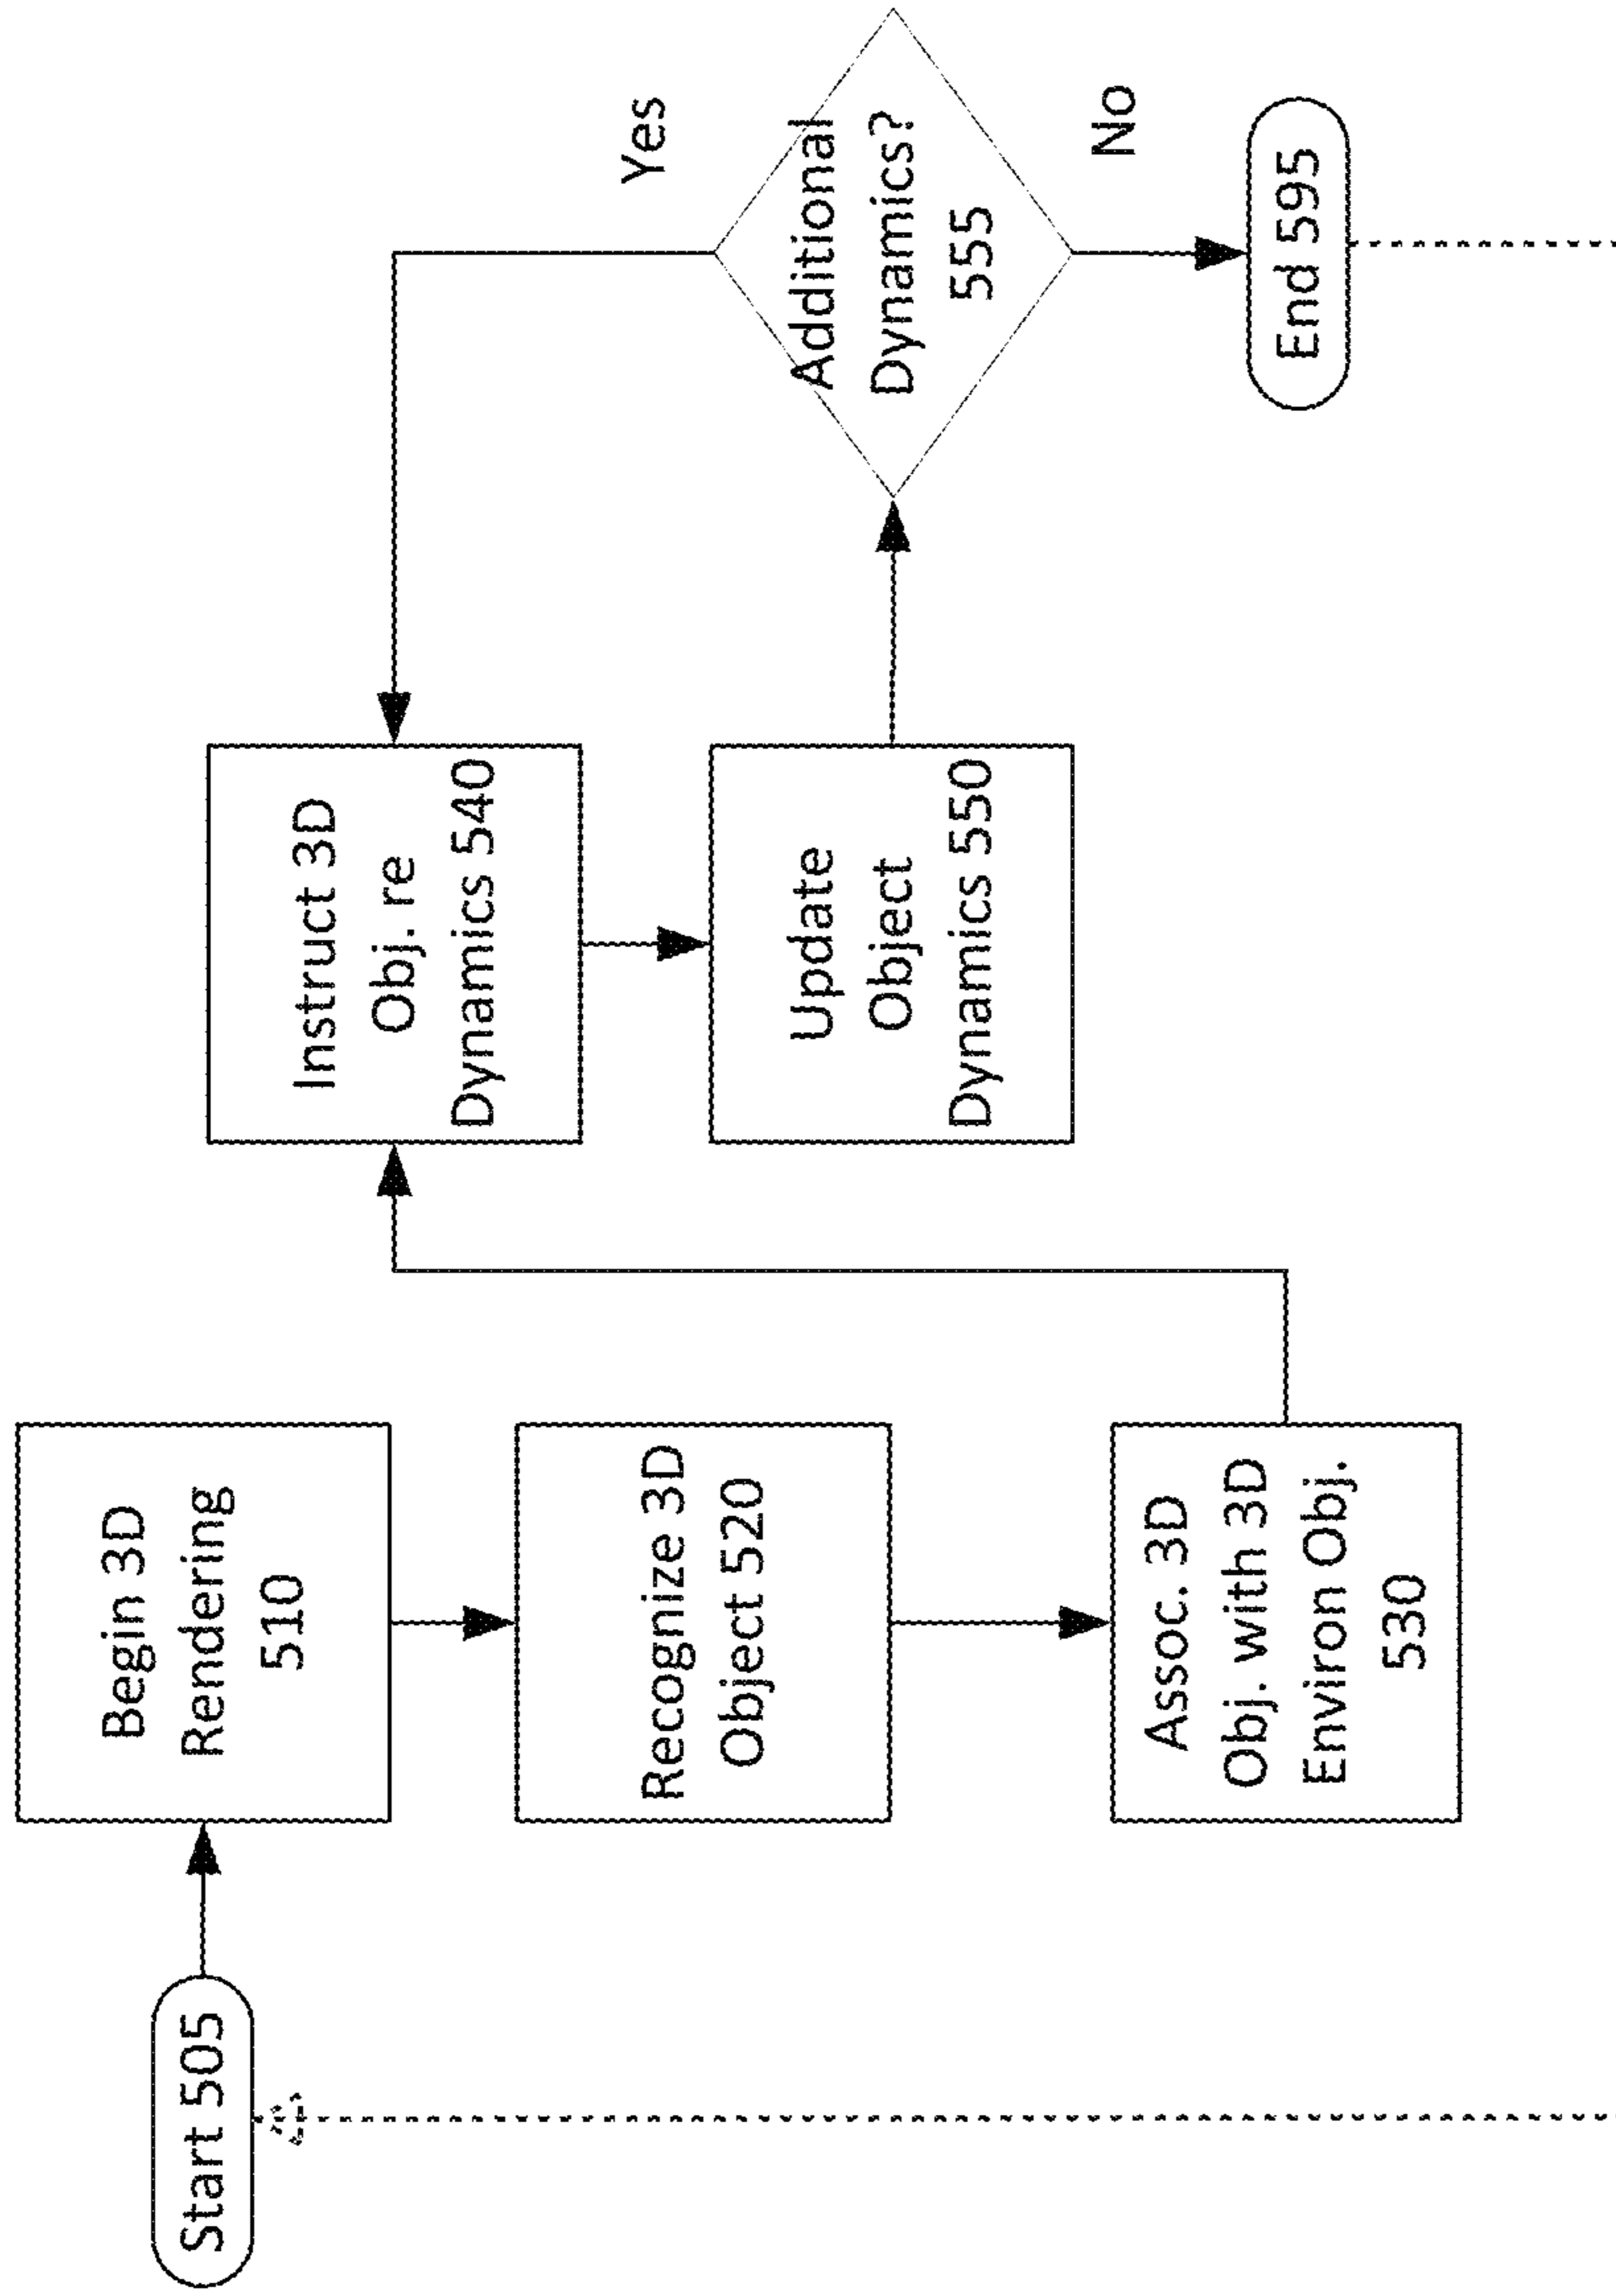 Start 505
Begin 3D
Rendering
510
Recognize 3D
Object 520
Assoc. 3D
Obj. with 3D
Environ Obj.
530
Instruct 3D
Obj. re
Dynamics 540
Update
Object
Dynamics 550
Additional
Dynamics?
555
Yes
No
End 595